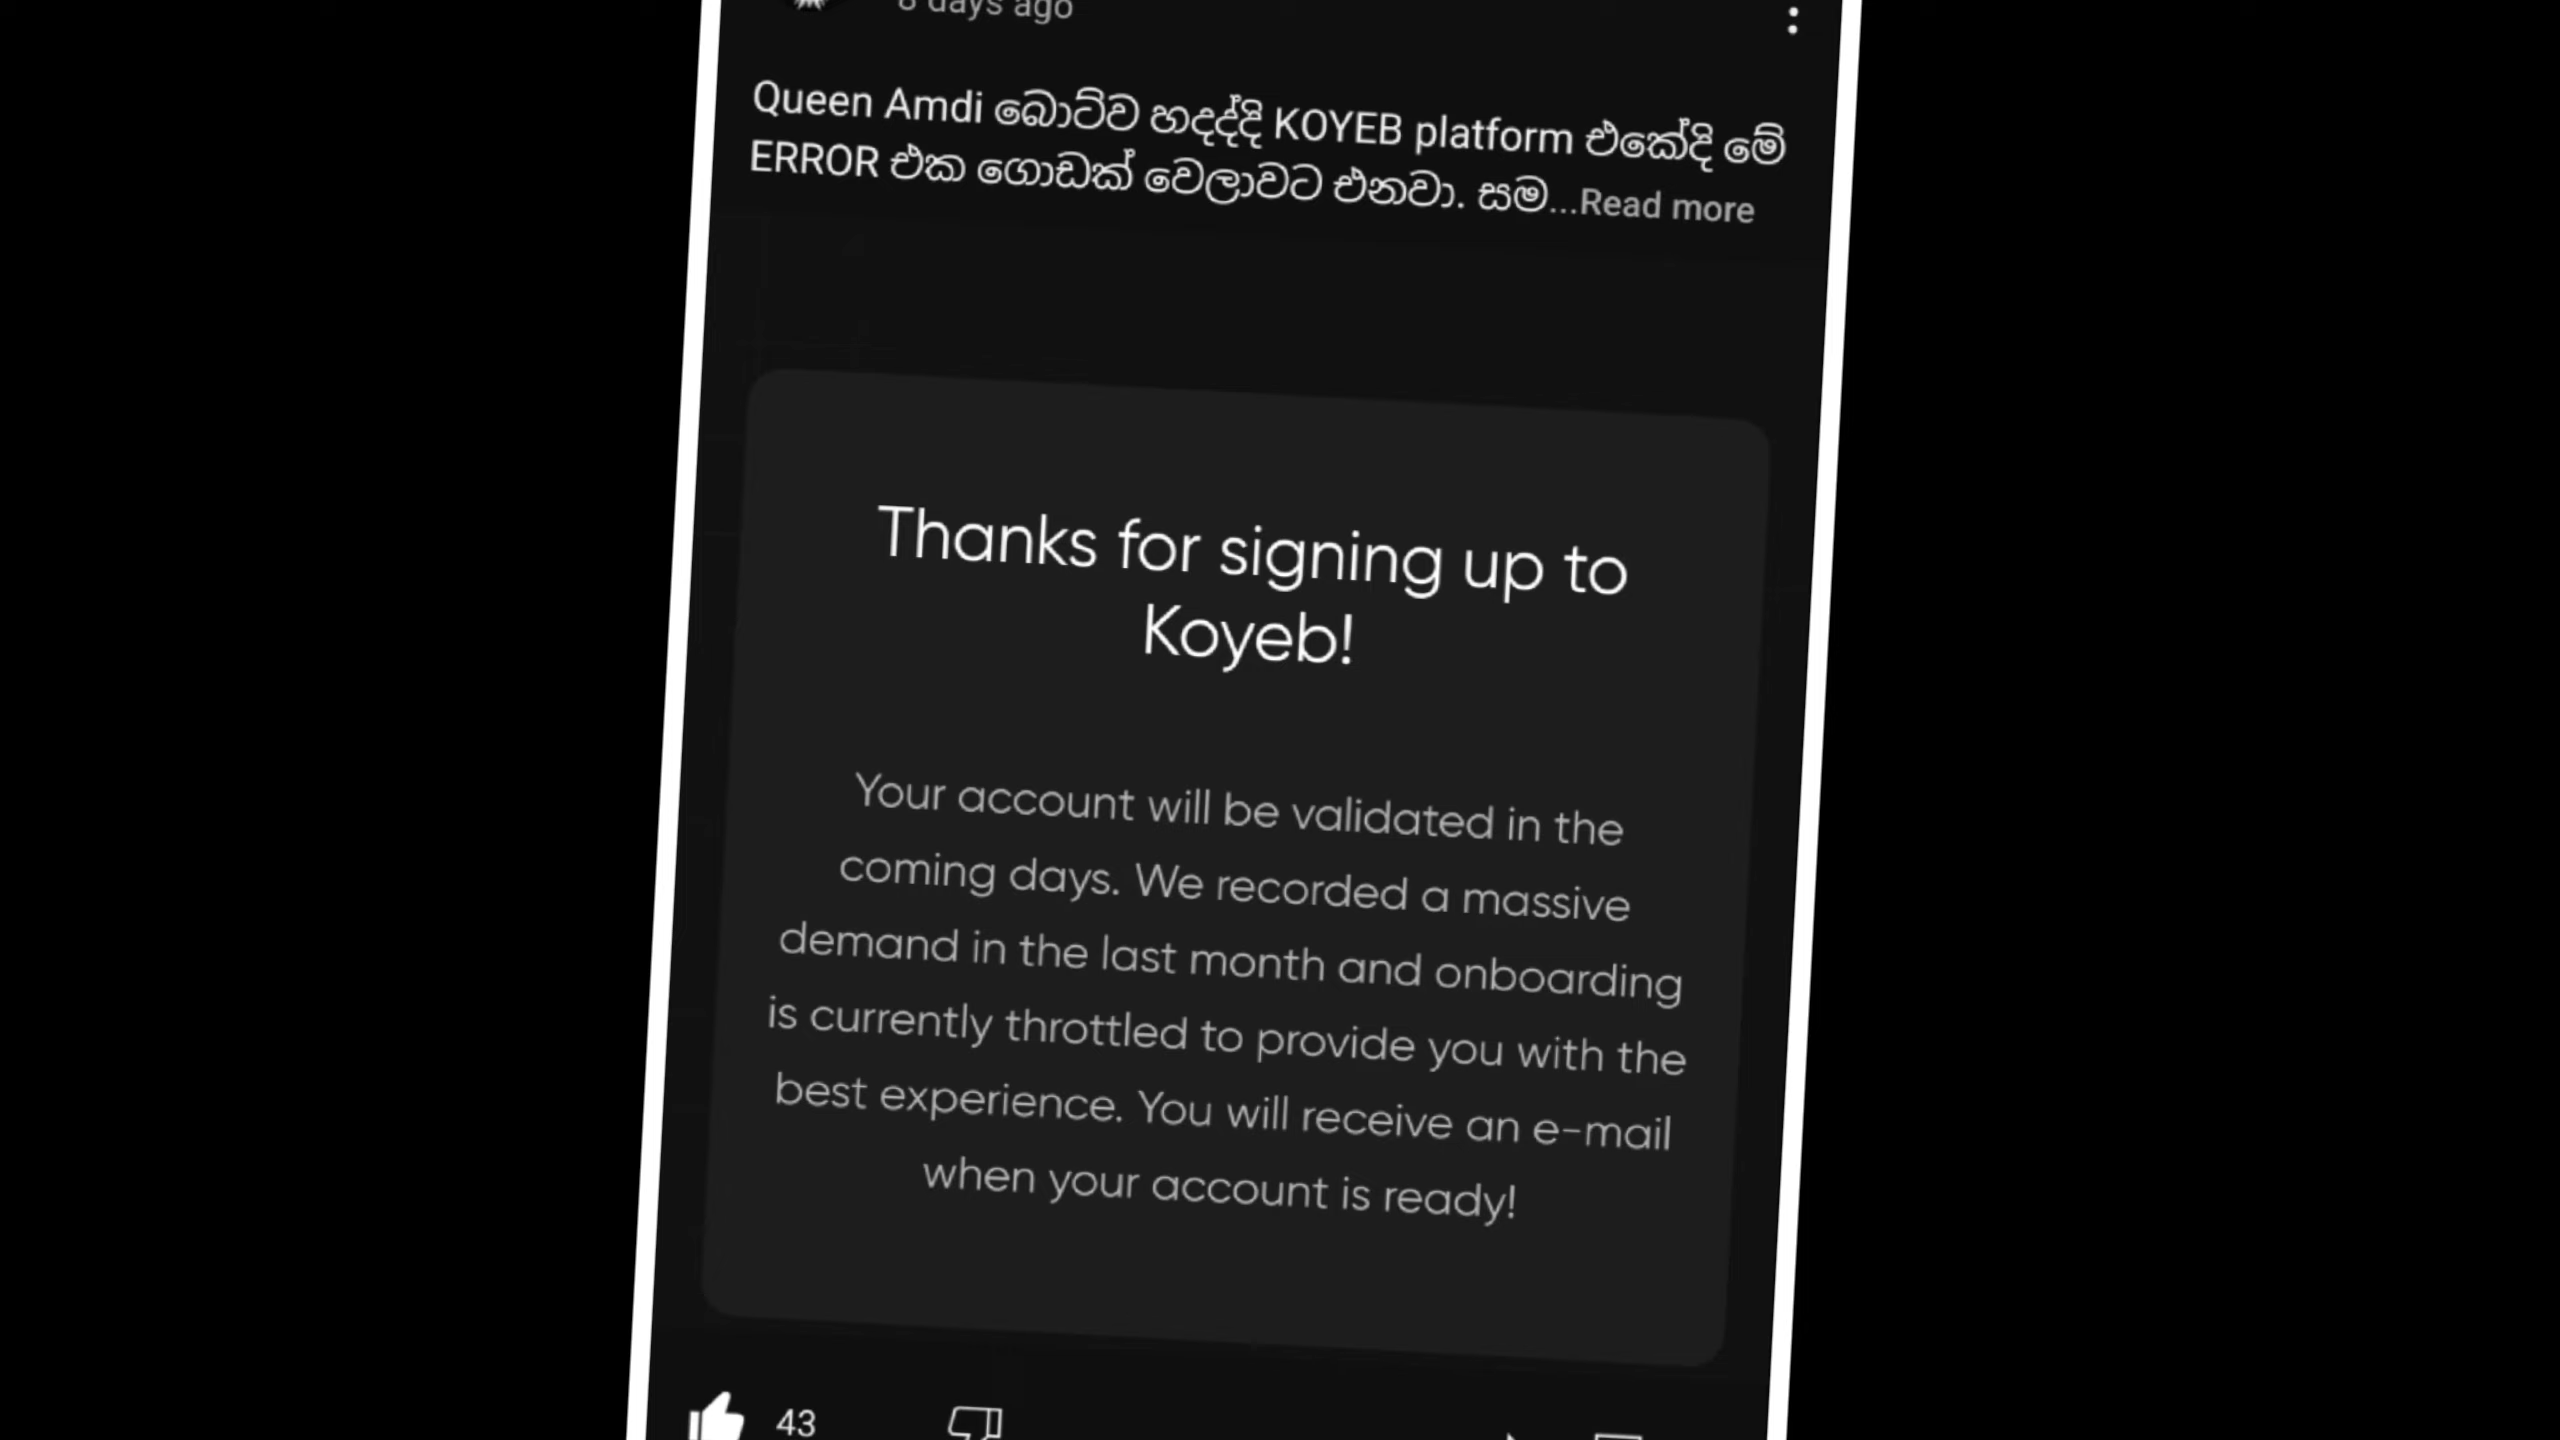 8 days ago
Queen Amdi බොට්ව හදද්දි KOYEB platform එකේදි මේ
ERROR එක ගොඩක් වෙලාවට එනවා. සම...Read more
Thanks for signing up to
Koyeb!
Your account will be validated in the
coming days. We recorded a massive
demand in the last month and onboarding
is currently throttled to provide you with the
best experience. You will receive an e-mail
when your account is ready!
43